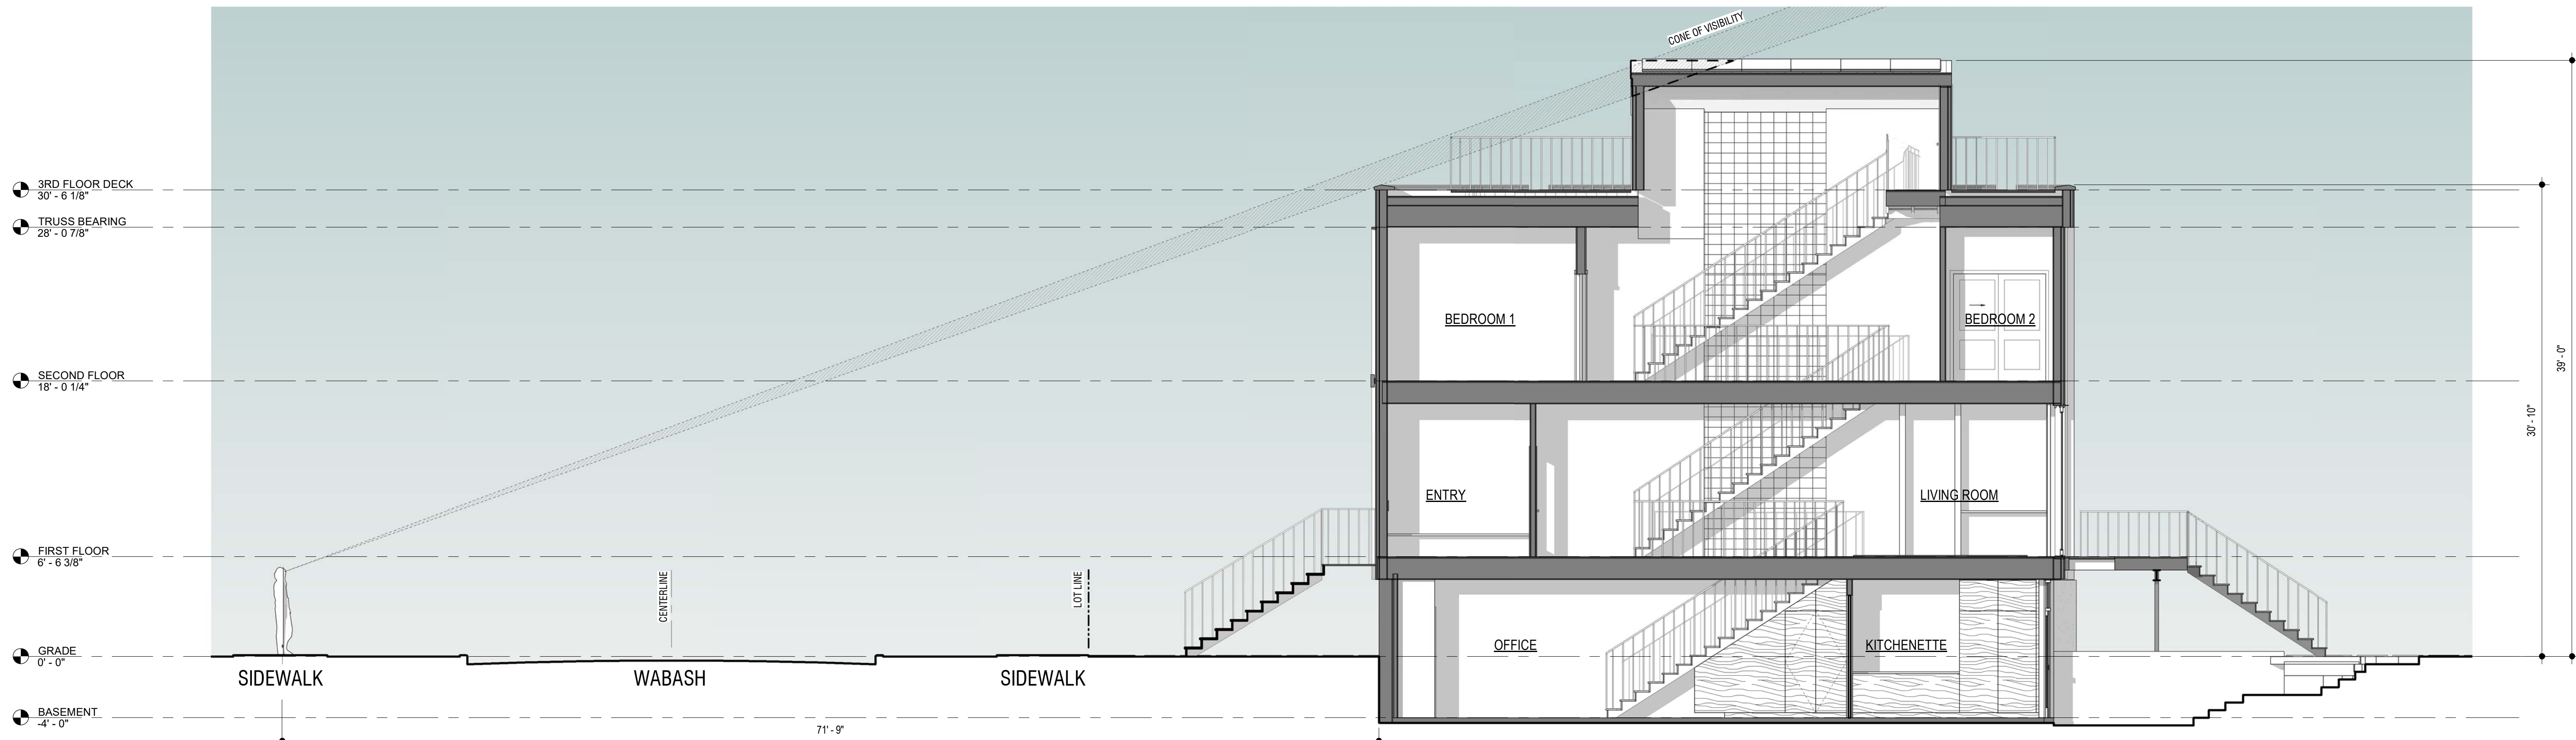 CONE OF VISIBILITY
3RD FLOOR DECK
30' - 6 1/8"
TRUSS BEARING
28' - 0 7/8"
BEDROOM 1
BEDROOM 2
SECOND FLOOR
18' - 0 1/4"
39' - 0"
30' - 10"
ENTRY
LIVING ROOM
FIRST FLOOR
6' - 6 3/8"
CENTERLINE
LOT LINE
OFFICE
KITCHENETTE
GRADE
0' - 0"
SIDEWALK
WABASH
SIDEWALK
BASEMENT
-4' - 0"
71' - 9"